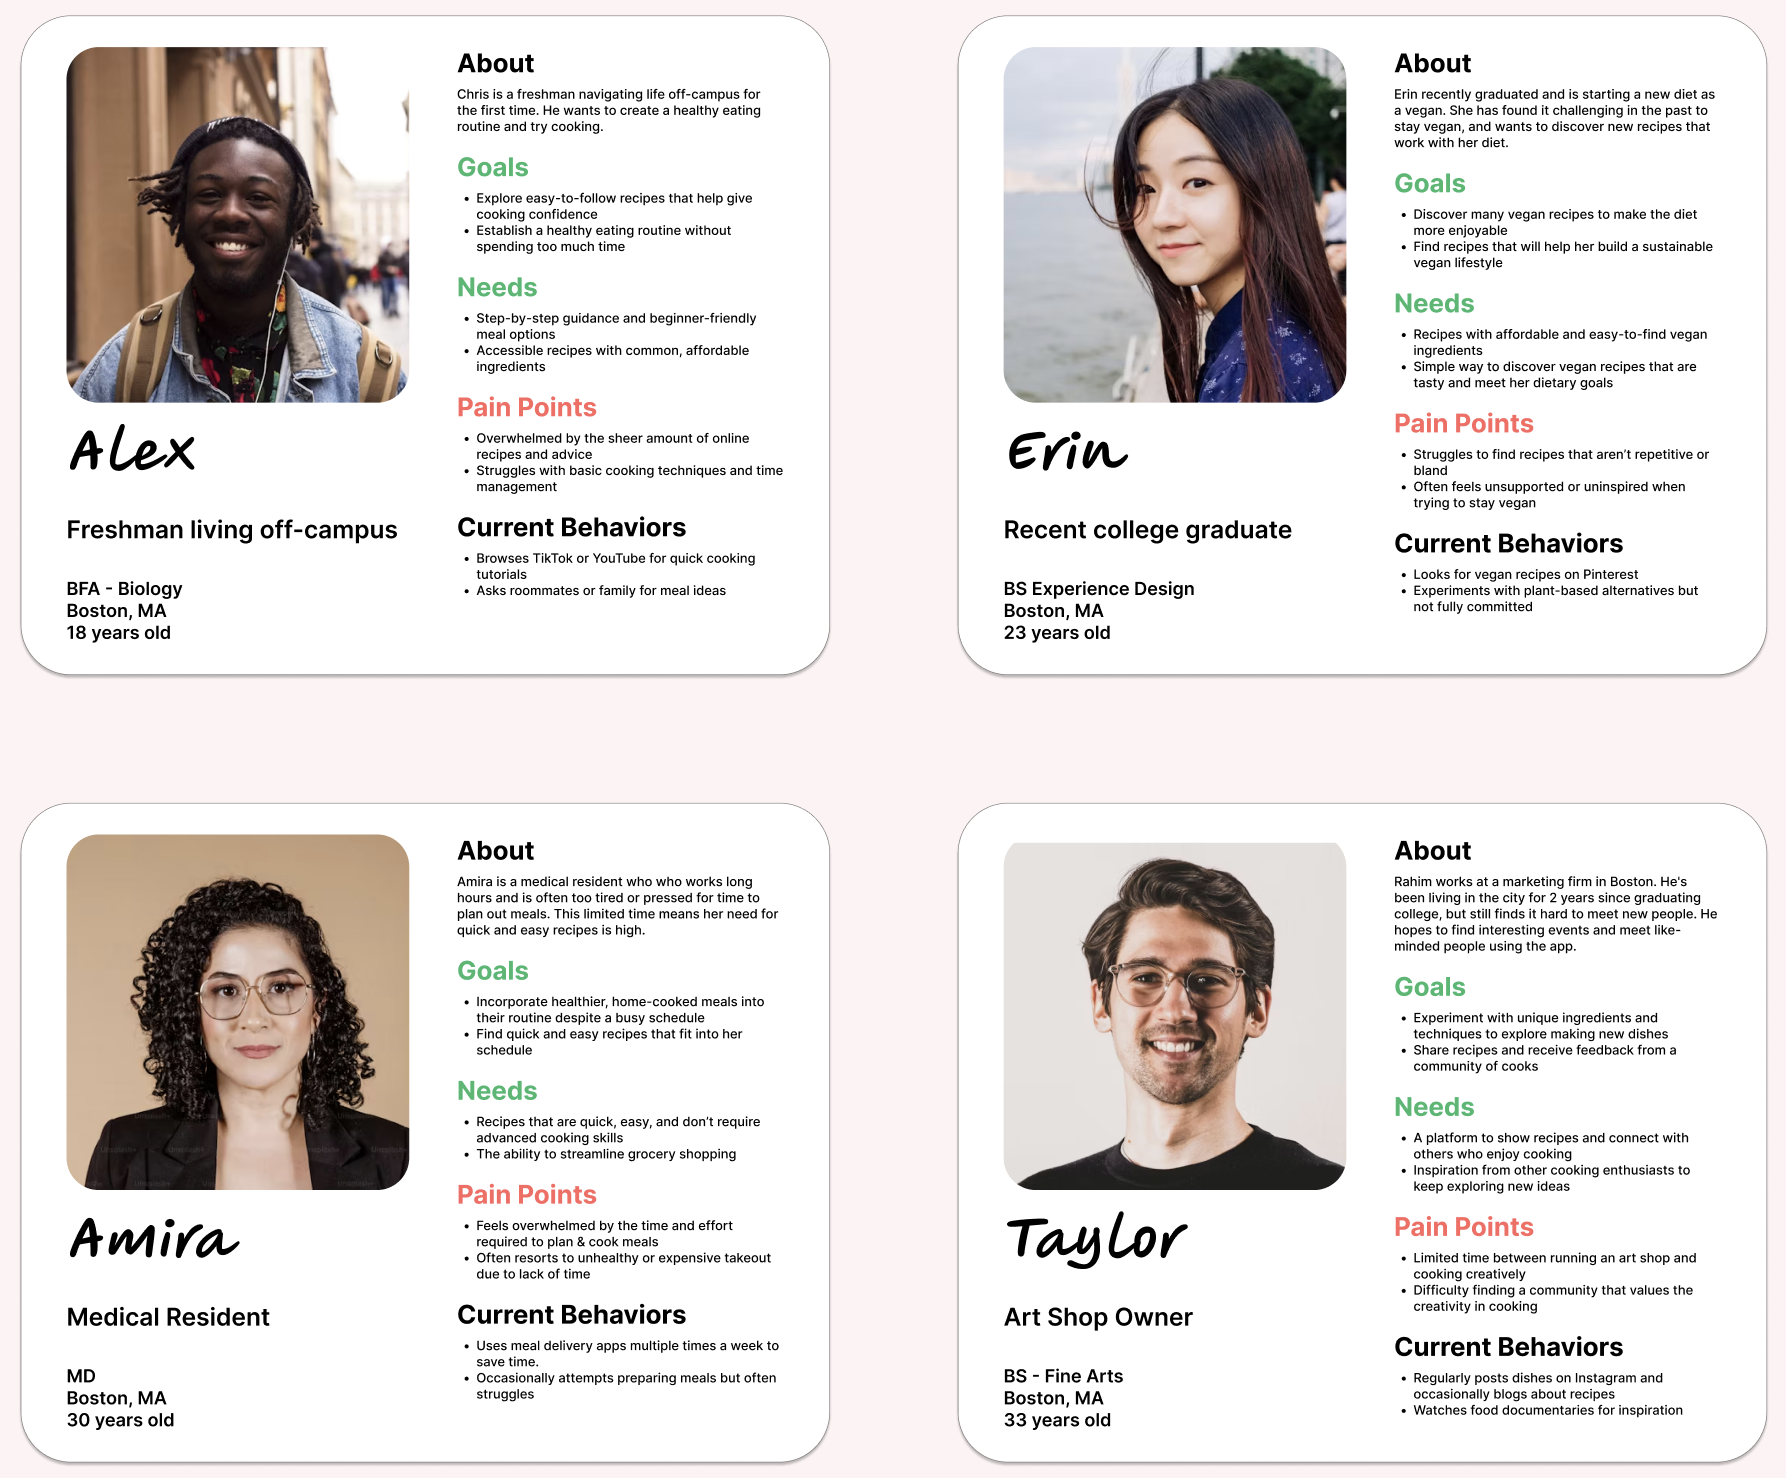 Alex
Freshman living off-campus
BFA - Biology
Boston, MA
18 years old
About
Chris is a freshman navigating life off-campus for
the first time. He wants to create a healthy eating
routine and try cooking.
Goals
• Explore easy-to-follow recipes that help give
cooking confidence
• Establish a healthy eating routine without
spending too much time
Needs
• Step-by-step guidance and beginner-friendly
meal options
• Accessible recipes with common, affordable
ingredients
Pain Points
• Overwhelmed by the sheer amount of online
recipes and advice
• Struggles with basic cooking techniques and time
management
Current Behaviors
• Browses TikTok or YouTube for quick cooking
tutorials
• Asks roommates or family for meal ideas
Erin
Recent college graduate
BS Experience Design
Boston, MA
23 years old
About
Erin recently graduated and is starting a new diet as
a vegan. She has found it challenging in the past to
stay vegan, and wants to discover new recipes that
work with her diet.
Goals
• Discover many vegan recipes to make the diet
more enjoyable
• Find recipes that will help her build a sustainable
vegan lifestyle
Needs
• Recipes with affordable and easy-to-find vegan
ingredients
• Simple way to discover vegan recipes that are
tasty and meet her dietary goals
Pain Points
• Struggles to find recipes that aren’t repetitive or
bland
• Often feels unsupported or uninspired when
trying to stay vegan
Current Behaviors
• Looks for vegan recipes on Pinterest
• Experiments with plant-based alternatives but
not fully committed
Amira
Medical Resident
MD
Boston, MA
30 years old
About
Amira is a medical resident who who works long
hours and is often too tired or pressed for time to
plan out meals. This limited time means her need for
quick and easy recipes is high.
Goals
• Incorporate healthier, home-cooked meals into
their routine despite a busy schedule
• Find quick and easy recipes that fit into her
schedule
Needs
• Recipes that are quick, easy, and don’t require
advanced cooking skills
• The ability to streamline grocery shopping
Pain Points
• Feels overwhelmed by the time and effort
required to plan & cook meals
• Often resorts to unhealthy or expensive takeout
due to lack of time
Current Behaviors
• Uses meal delivery apps multiple times a week to
save time.
• Occasionally attempts preparing meals but often
struggles
Taylor
Art Shop Owner
BS - Fine Arts
Boston, MA
33 years old
About
Rahim works at a marketing firm in Boston. He's
been living in the city for 2 years since graduating
college, but still finds it hard to meet new people. He
hopes to find interesting events and meet like-
minded people using the app.
Goals
• Experiment with unique ingredients and
techniques to explore making new dishes
• Share recipes and receive feedback from a
community of cooks
Needs
• A platform to show recipes and connect with
others who enjoy cooking
• Inspiration from other cooking enthusiasts to
keep exploring new ideas
Pain Points
• Limited time between running an art shop and
cooking creatively
• Difficulty finding a community that values the
creativity in cooking
Current Behaviors
• Regularly posts dishes on Instagram and
occasionally blogs about recipes
• Watches food documentaries for inspiration